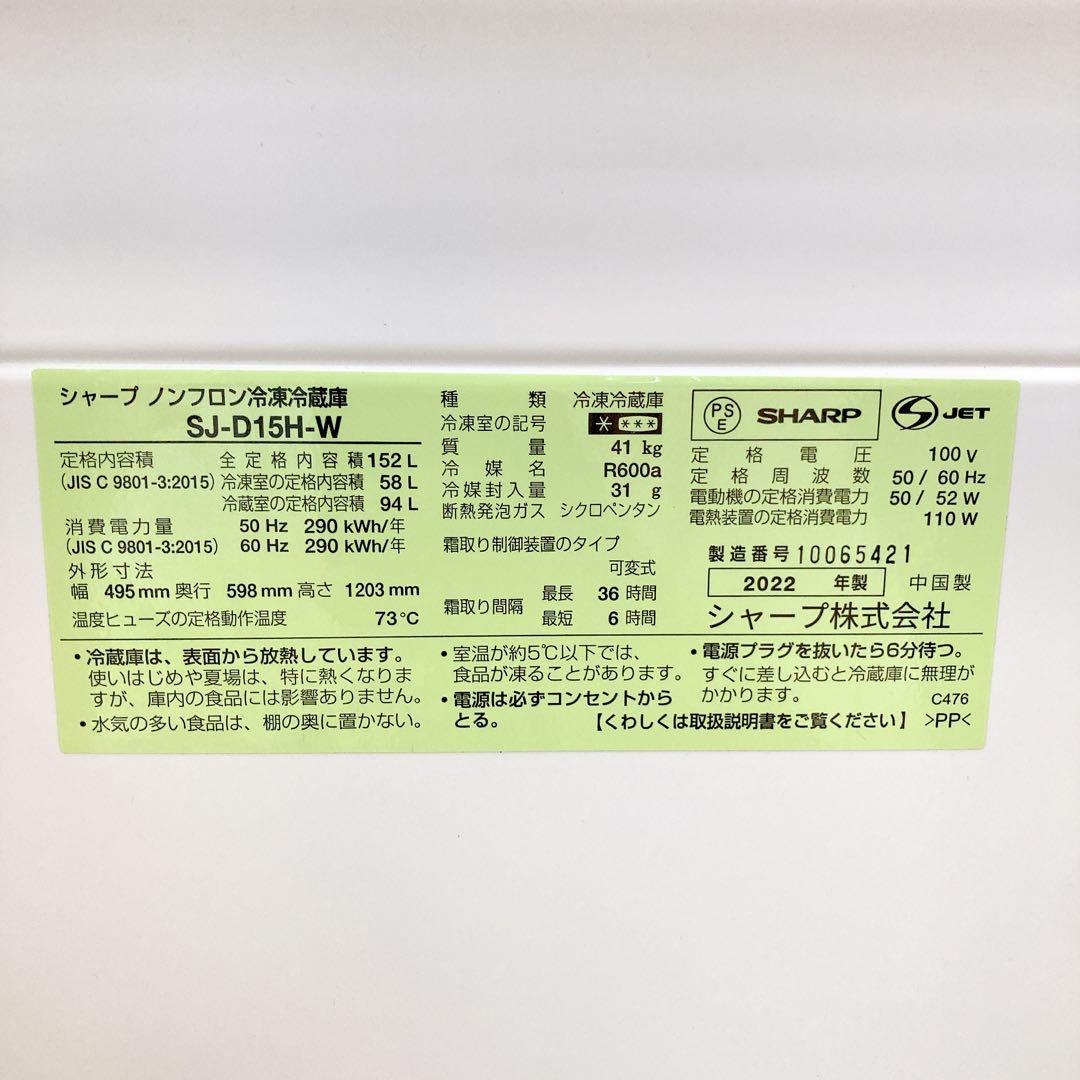 シャープ ノンフロン冷凍冷蔵庫
SJ-D15H-W
定格内容積 全定格内容積 152 L
(JIS C 9801-3:2015) 冷凍室の定格内容積 58 L
冷蔵室の定格内容積 94 L
消費電力量 50 Hz 290 kWh/年
(JIS C 9801-3:2015) 60 Hz 290 kWh/年
外形寸法
幅 495 mm 奥行 598 mm 高さ 1203 mm
温度ヒューズの定格動作温度 73℃
種類 冷凍冷蔵庫
冷凍室の記号 * ***
質量 41 kg
冷媒名 R600a
冷媒封入量 31 g
断熱発泡ガス シクロペンタン
霜取り制御装置のタイプ
可変式
霜取り間隔 最長 36 時間
最短 6 時間
PS
E
SHARP
JET
定格電圧 100 V
定格周波数 50 / 60 Hz
電動機の定格消費電力 50 / 52 W
電熱装置の定格消費電力 110 W
製造番号 10065421
2022 年製 中国製
シャープ株式会社
・冷蔵庫は、表面から放熱しています。
使いはじめや夏場は、特に熱くなりま
すが、庫内の食品には影響ありません。
・水気の多い食品は、棚の奥に置かない。
・室温が約5℃以下では、
食品が凍ることがあります。
・電源は必ずコンセントから
とる。
・電源プラグを抜いたら6分待つ。
すぐに差し込むと冷蔵庫に無理が
かかります。
C476
【くわしくは取扱説明書をご覧ください】 >PP<